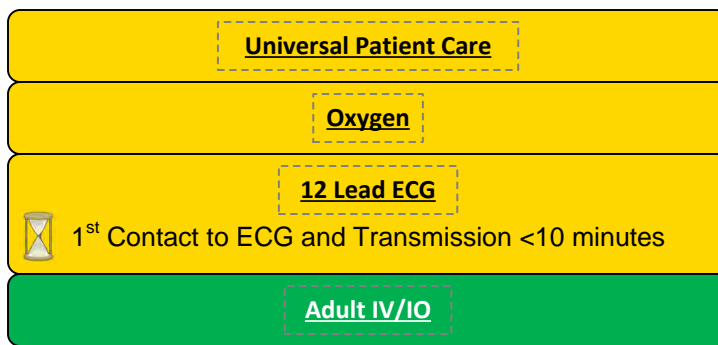 Universal Patient Care
Oxygen
12 Lead ECG
1st Contact to ECG and Transmission <10 minutes
Adult IV/IO